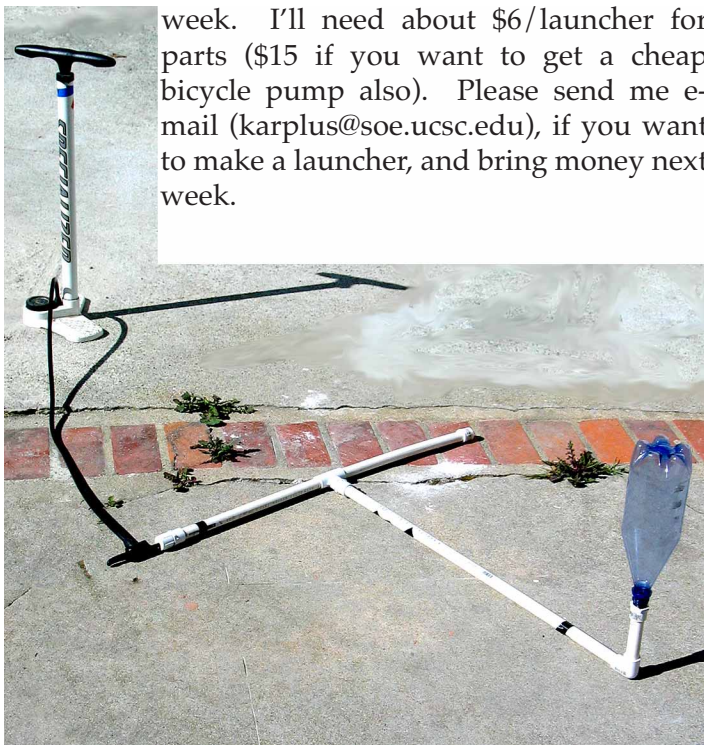 week. I'll need about $6/launcher for
parts ($15 if you want to get a cheap
bicycle pump also). Please send me e-
mail (karplus@soe.ucsc.edu), if you want
to make a launcher, and bring money next
week.
SPECIALIZED